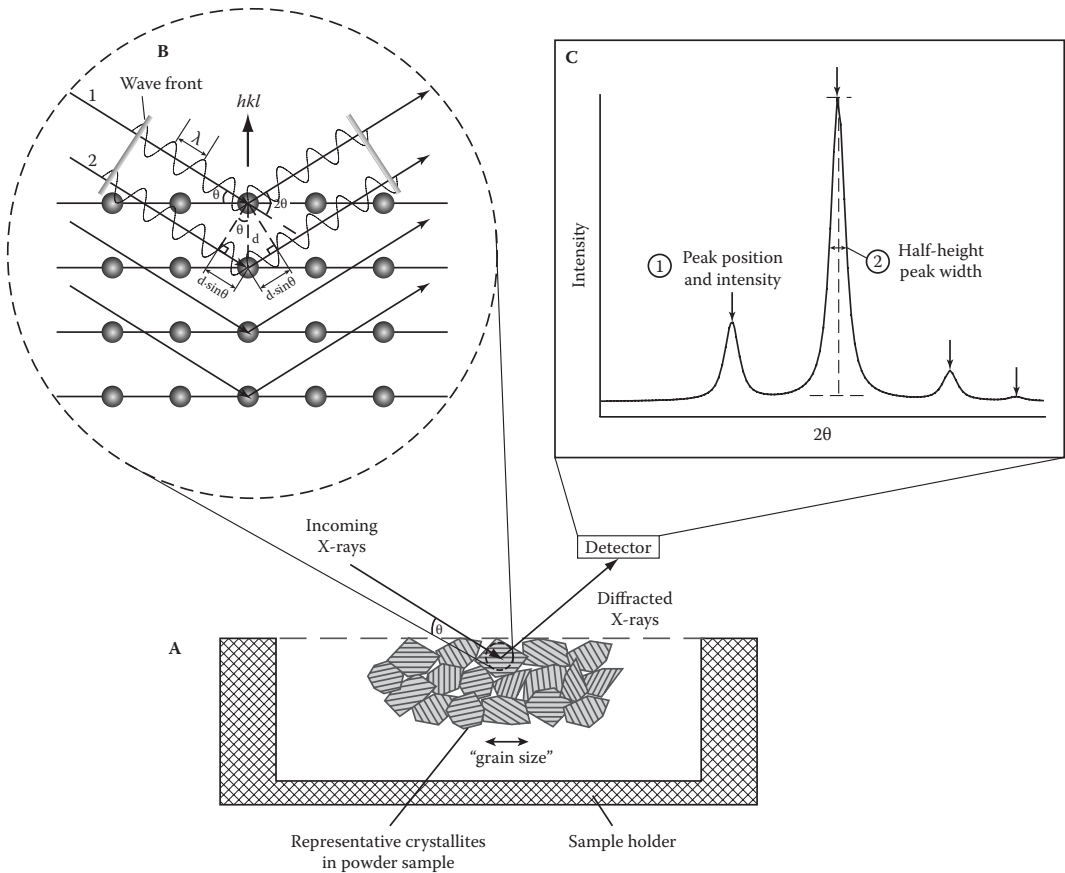 B
Wave front
1
hkl
λ
2
θ
2θ
θ
d
d·sinθ
d·sinθ
C
Intensity
1
Peak position
and intensity
2
Half-height
peak width
2θ
Incoming
X-rays
Detector
Diffracted
X-rays
θ
A
“grain size”
Representative crystallites
in powder sample
Sample holder